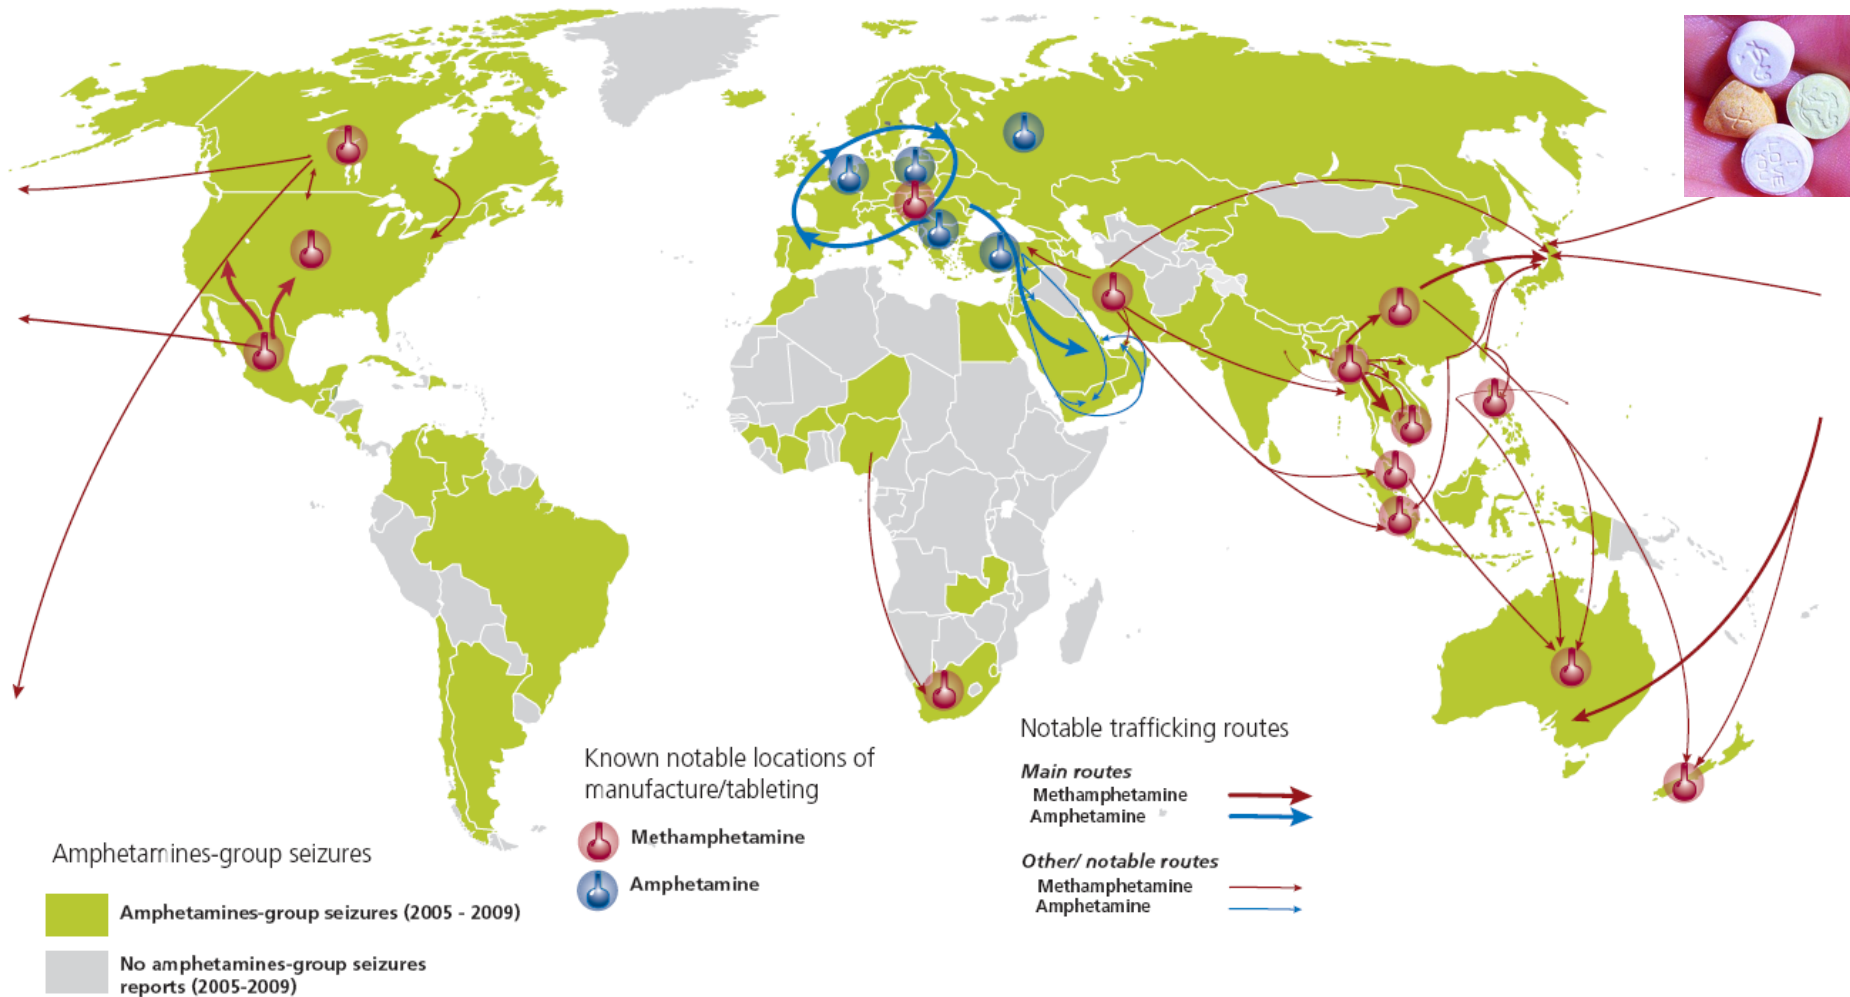 Known notable locations of
manufacture/tableting
Methamphetamine
Amphetamine
Notable trafficking routes
Main routes
Methamphetamine
Amphetamine
Other/ notable routes
Methamphetamine
Amphetamine
Amphetamines-group seizures
Amphetamines-group seizures (2005 - 2009)
No amphetamines-group seizures
reports (2005-2009)